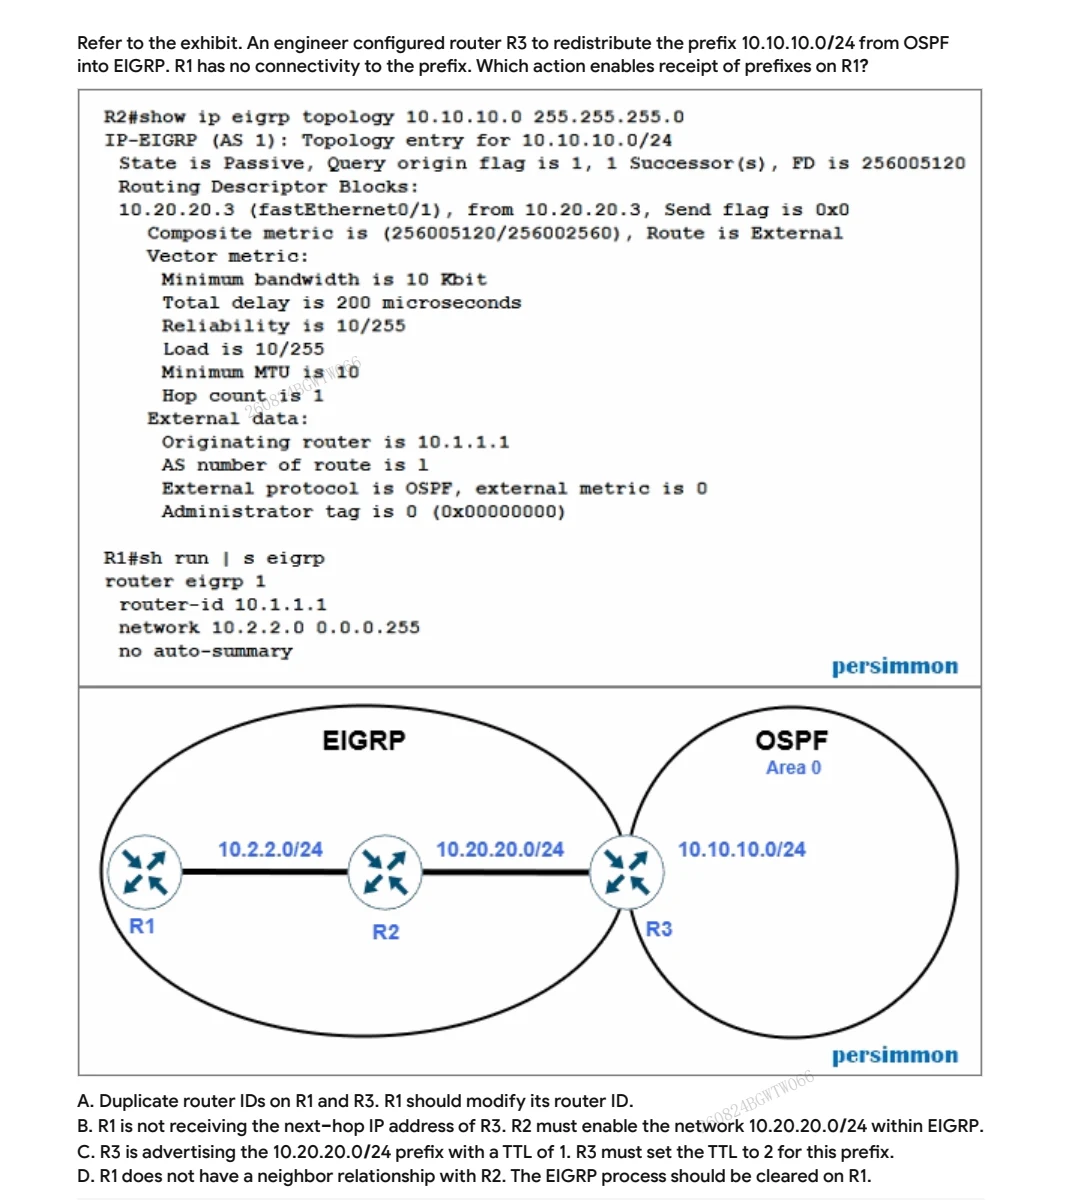 Refer to the exhibit. An engineer configured router R3 to redistribute the prefix 10.10.10.0/24 from OSPF
into EIGRP. R1 has no connectivity to the prefix. Which action enables receipt of prefixes on R1?
R2#show ip eigrp topology 10.10.10.0 255.255.255.0
IP-EIGRP (AS 1): Topology entry for 10.10.10.0/24
State is Passive, Query origin flag is 1, 1 Successor(s), FD is 256005120
Routing Descriptor Blocks:
10.20.20.3 (fastEthernet0/1), from 10.20.20.3, Send flag is 0x0
Composite metric is (256005120/256002560), Route is External
Vector metric:
Minimum bandwidth is 10 Kbit
Total delay is 200 microseconds
Reliability is 10/255
Load is 10/255
Minimum MTU is 10
Hop count is 1
External data:
Originating router is 10.1.1.1
AS number of route is 1
External protocol is OSPF, external metric is 0
Administrator tag is 0 (0x00000000)
R1#sh run | s eigrp
router eigrp 1
router-id 10.1.1.1
network 10.2.2.0 0.0.0.255
no auto-summary
persimmon
EIGRP
OSPF
Area 0
10.2.2.0/24
10.20.20.0/24
10.10.10.0/24
R1
R2
R3
persimmon
A. Duplicate router IDs on R1 and R3. R1 should modify its router ID.
B. R1 is not receiving the next-hop IP address of R3. R2 must enable the network 10.20.20.0/24 within EIGRP.
C. R3 is advertising the 10.20.20.0/24 prefix with a TTL of 1. R3 must set the TTL to 2 for this prefix.
D. R1 does not have a neighbor relationship with R2. The EIGRP process should be cleared on R1.